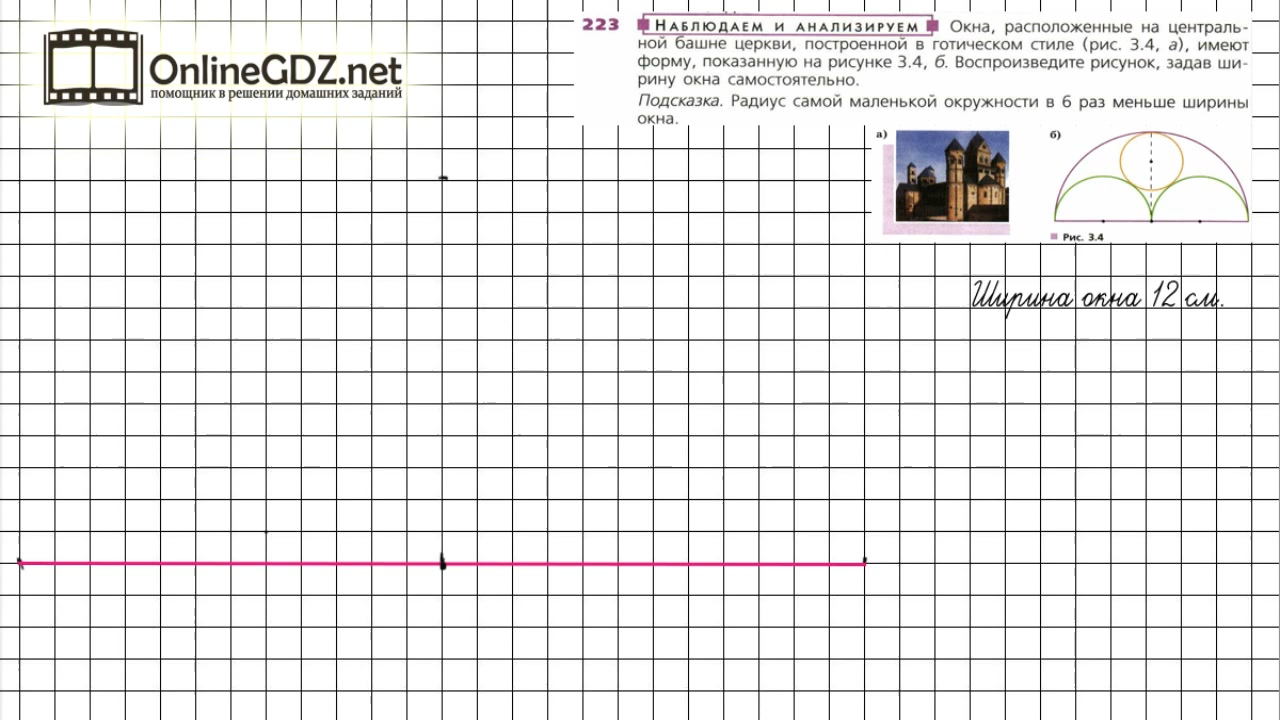 OnlineGDZ.net
помощник в решении домашних заданий
223 НАБЛЮДАЕМ И АНАЛИЗИРУЕМ Окна, расположенные на централь-
ной башне церкви, построенной в готическом стиле (рис. 3.4, а), имеют
форму, показанную на рисунке 3.4, б. Воспроизведите рисунок, задав ши-
рину окна самостоятельно.
Подсказка. Радиус самой маленькой окружности в 6 раз меньше ширины
окна.
а) б)
Рис. 3.4
Ширина окна 12 см.